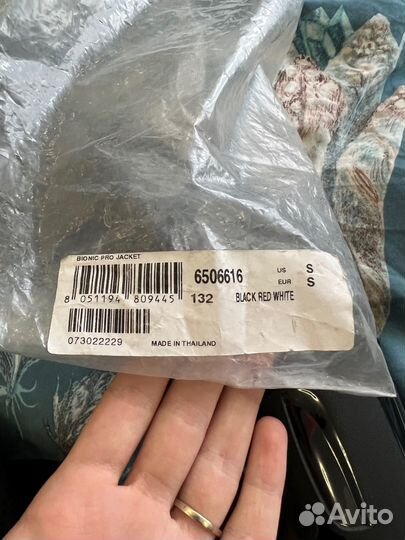 BIONIC PRO JACKET
6506616 US S
EUR S
8 051194 809445 132 BLACK RED WHITE
073022229 MADE IN THAILAND
Avito